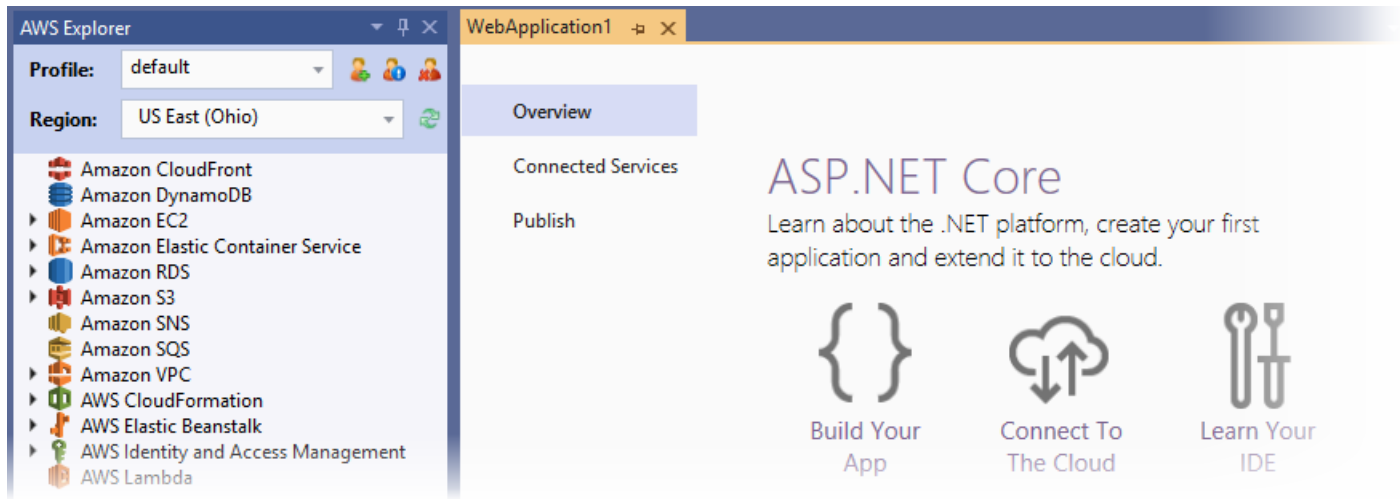 AWS Explorer
Profile: default
Region: US East (Ohio)
Amazon CloudFront
Amazon DynamoDB
Amazon EC2
Amazon Elastic Container Service
Amazon RDS
Amazon S3
Amazon SNS
Amazon SQS
Amazon VPC
AWS CloudFormation
AWS Elastic Beanstalk
AWS Identity and Access Management
AWS Lambda
WebApplication1
Overview
Connected Services
Publish
ASP.NET Core
Learn about the .NET platform, create your first
application and extend it to the cloud.
Build Your
App
Connect To
The Cloud
Learn Your
IDE